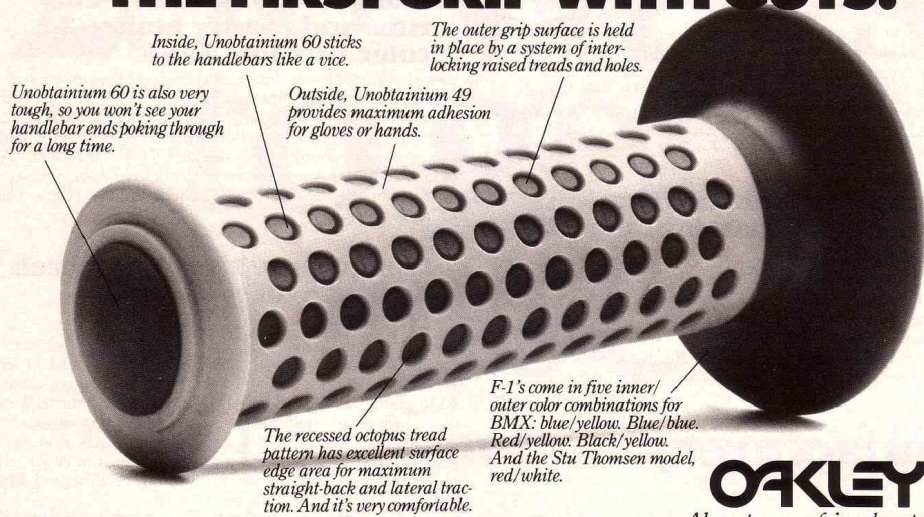 THE FIRST GRIP WITH GUTS.
Inside, Unobtainium 60 sticks
to the handlebars like a vice.
The outer grip surface is held
in place by a system of inter-
locking raised treads and holes.
Unobtainium 60 is also very
tough, so you won't see your
handlebar ends poking through
for a long time.
Outside, Unobtainium 49
provides maximum adhesion
for gloves or hands.
The recessed octopus tread
pattern has excellent surface
edge area for maximum
straight-back and lateral trac-
tion. And it's very comfortable.
F-1's come in five inner/
outer color combinations for
BMX: blue/yellow. Blue/blue.
Red/yellow. Black/yellow.
And the Stu Thomsen model,
red/white.
OAKLEY